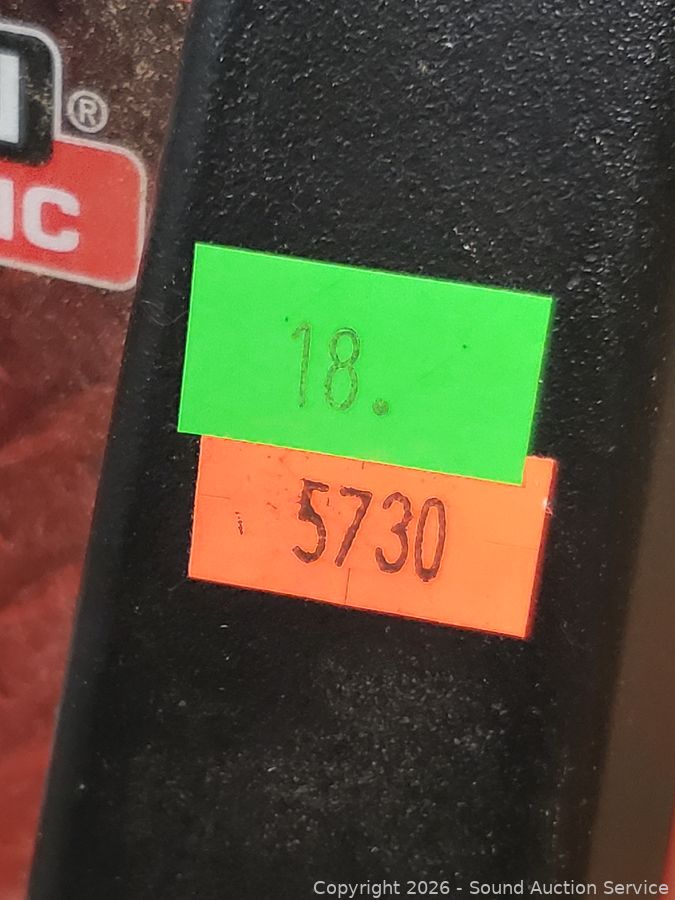 ®
IC
18.
5730
Copyright 2026 - Sound Auction Service